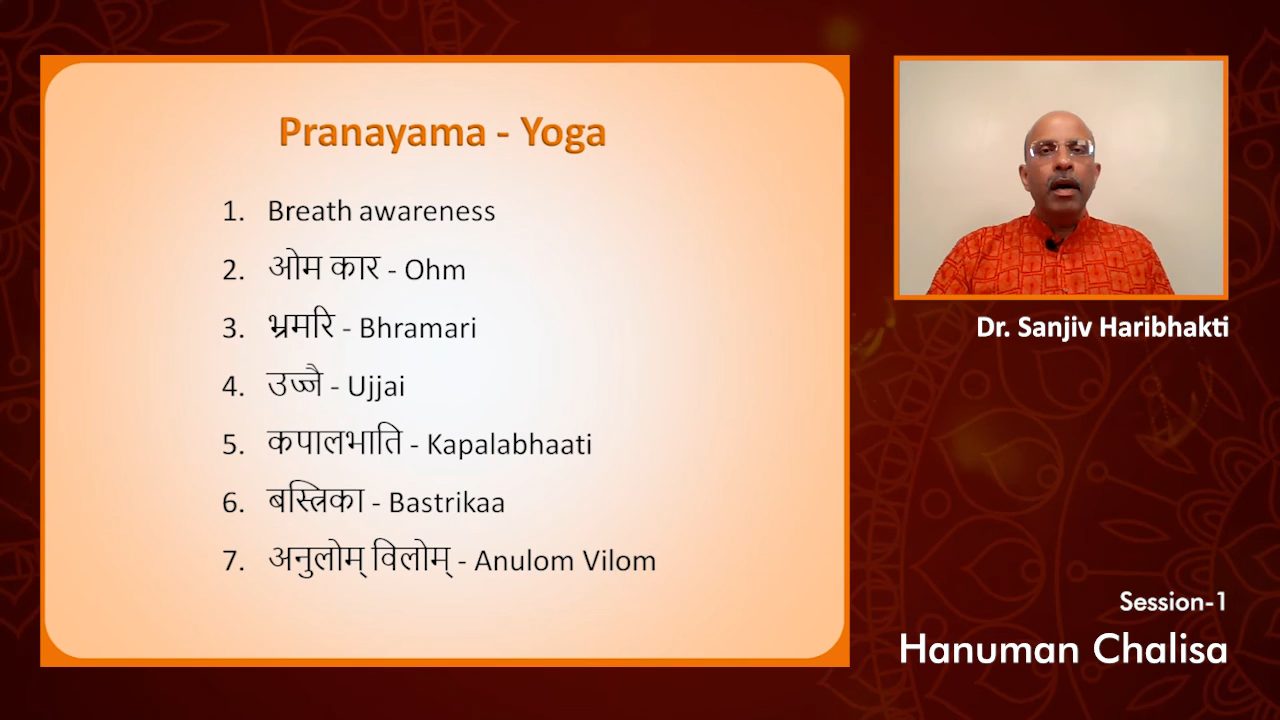 Pranayama - Yoga
1. Breath awareness
2. ओम कार - Ohm
3. भ्रमरि - Bhramari
4. उज्जै - Ujjai
5. कपालभाति - Kapalabhaati
6. बस्त्रिका - Bastrikaa
7. अनुलोम् विलोम् - Anulom Vilom
Dr. Sanjiv Haribhakti
Session-1
Hanuman Chalisa